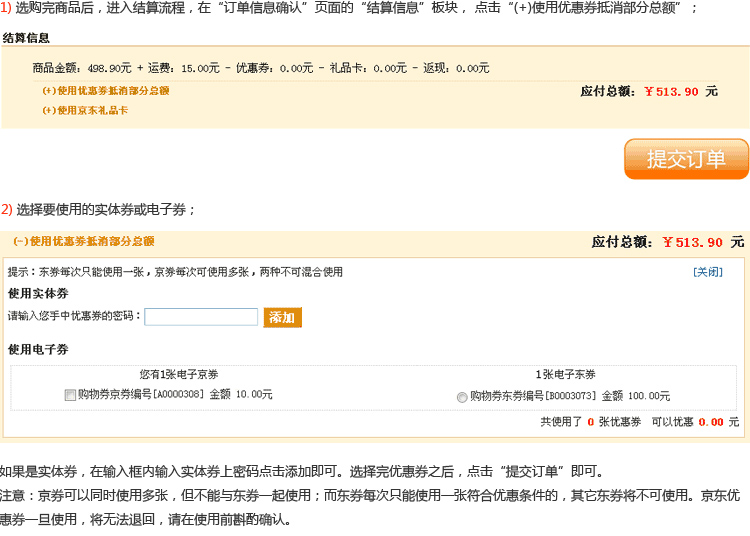 1) 选购完商品后，进入结算流程，在“订单信息确认”页面的“结算信息”板块，点击“(+)使用优惠券抵消部分总额”；
结算信息
商品金额：498.90元 + 运费：15.00元 - 优惠券：0.00元 - 礼品卡：0.00元 - 返现：0.00元
(+)使用优惠券抵消部分总额
应付总额：￥513.90 元
(+)使用京东礼品卡
提交订单
2) 选择要使用的实体券或电子券；
(-)使用优惠券抵消部分总额
应付总额：￥513.90 元
提示：东券每次只能使用一张，京券每次可使用多张，两种不可混合使用
[关闭]
使用实体券
请输入您手中优惠券的密码：
添加
使用电子券
您有1张电子京券
1张电子东券
购物券京券编号[A0000308] 金额 10.00元
购物券东券编号[B0003073] 金额 100.00元
共使用了 0 张优惠券 可以优惠 0.00 元
如果是实体券，在输入框内输入实体券上密码点击添加即可。选择完优惠券之后，点击“提交订单”即可。
注意：京券可以同时使用多张，但不能与东券一起使用；而东券每次只能使用一张符合优惠条件的，其它东券将不可使用。京东优
惠券一旦使用，将无法退回，请在使用前斟酌确认。